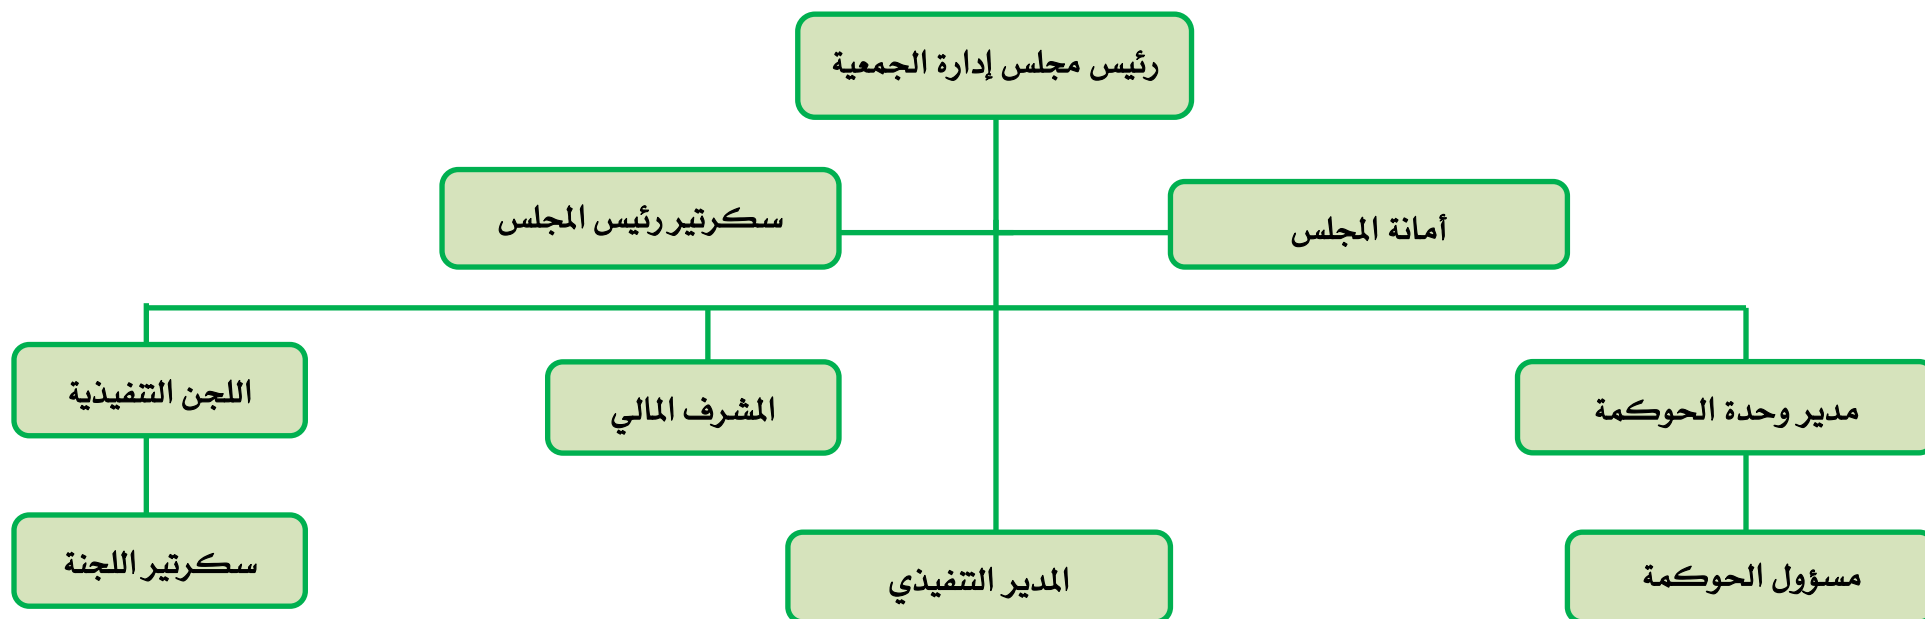 رئيس مجلس إدارة الجمعية
أمانة المجلس
سكرتير رئيس المجلس
مدير وحدة الحوكمة
المشرف المالي
اللجن التنفيذية
مسؤول الحوكمة
المدير التنفيذي
سكرتير اللجنة